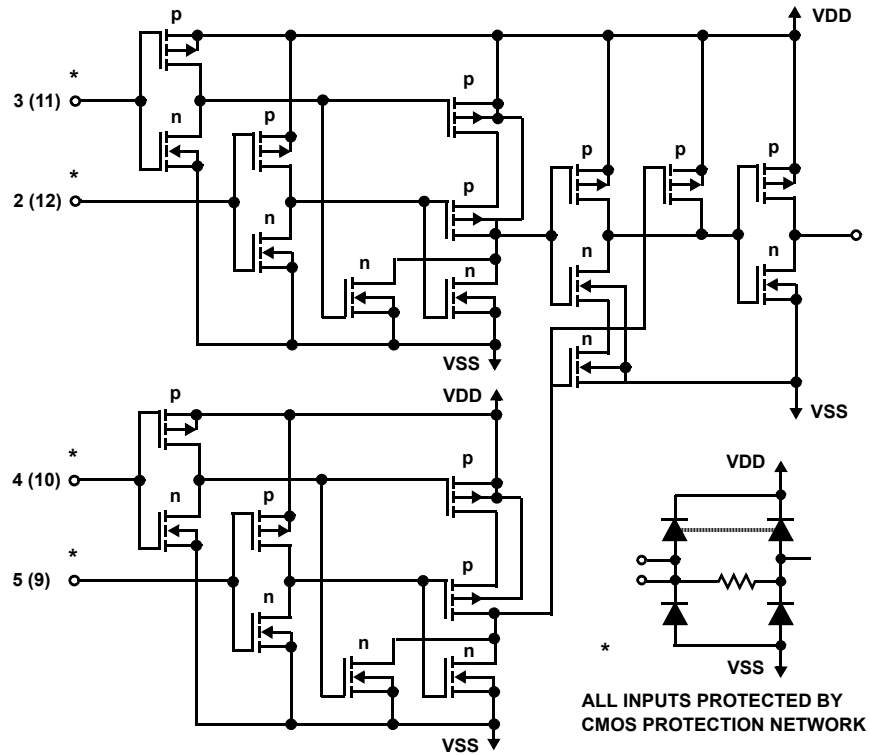 p
VDD
*
3 (11)
n
p
p
*
2 (12)
p
p
p
p
n
n
n
n
n
n
VSS
VDD
VSS
p
*
4 (10)
n
p
p
VDD
*
5 (9)
p
n
n
n
*
VSS
VSS
ALL INPUTS PROTECTED BY
CMOS PROTECTION NETWORK